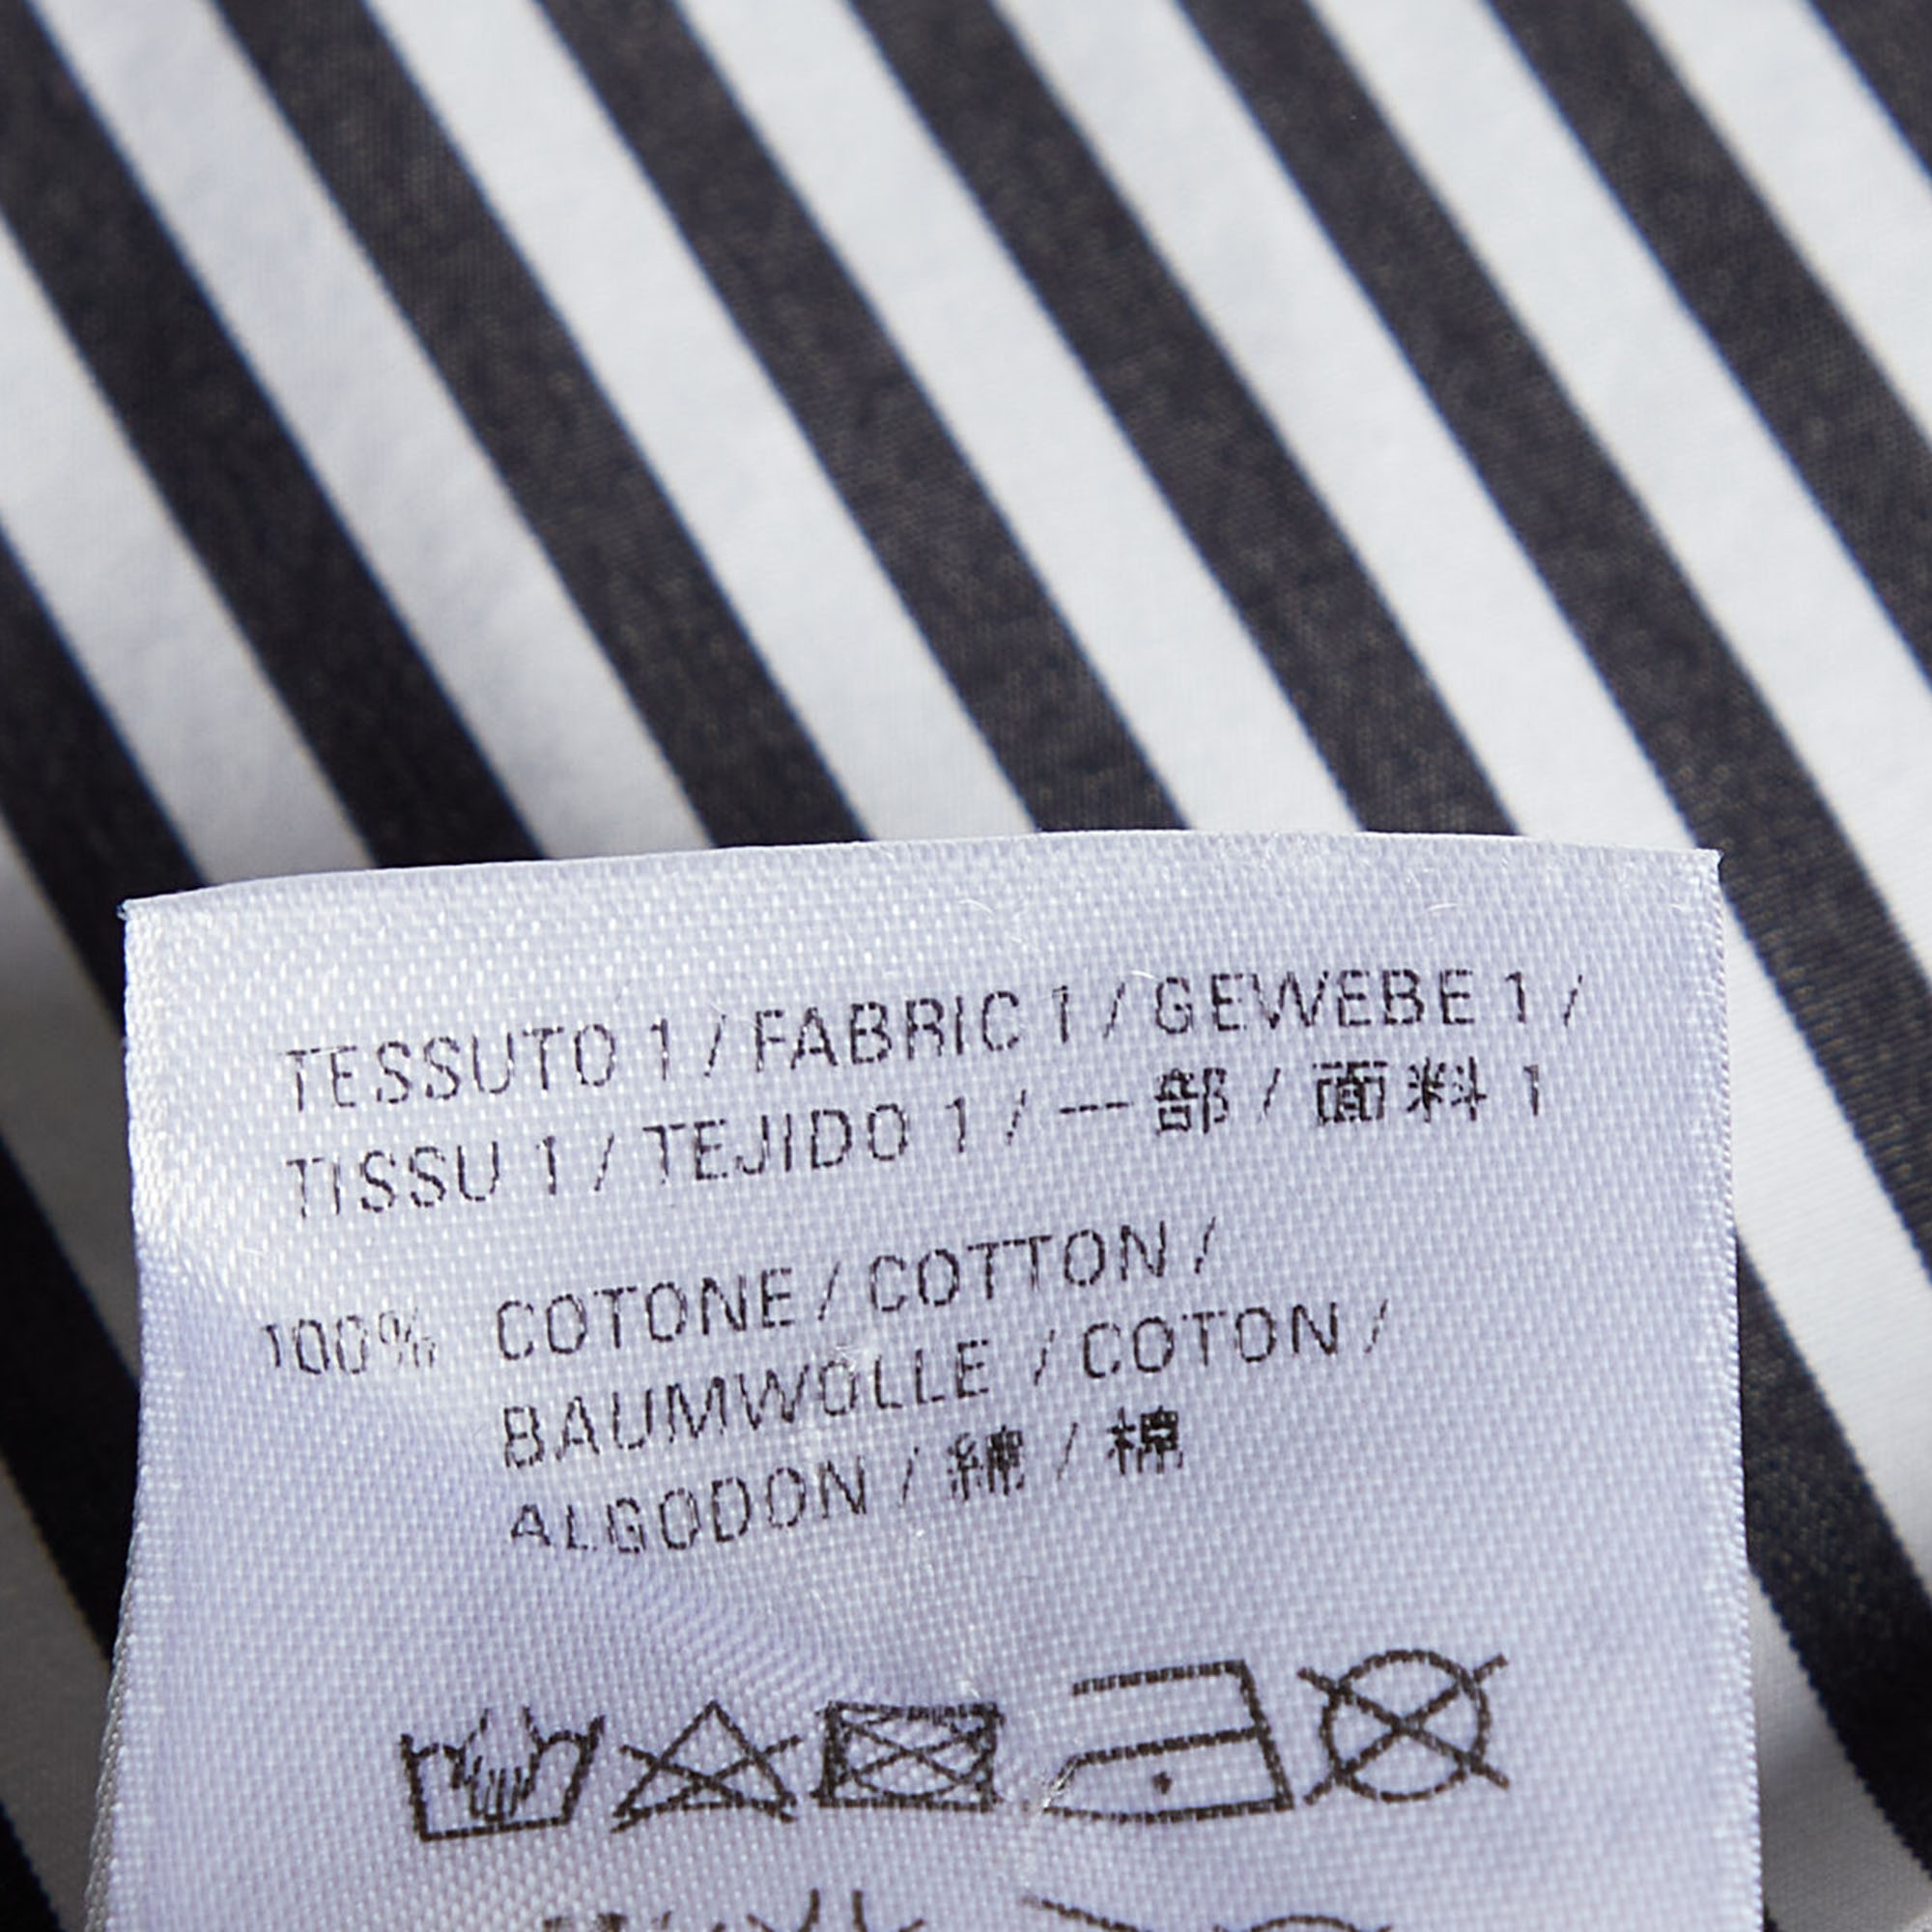 TESSUTO 1 / FABRIC 1 / GEWEBE 1 /
TISSU 1 / TEJIDO 1 / 一部 / 面料 1
100% COTONE / COTTON /
BAUMWOLLE / COTON /
ALGODON / 綿 / 棉